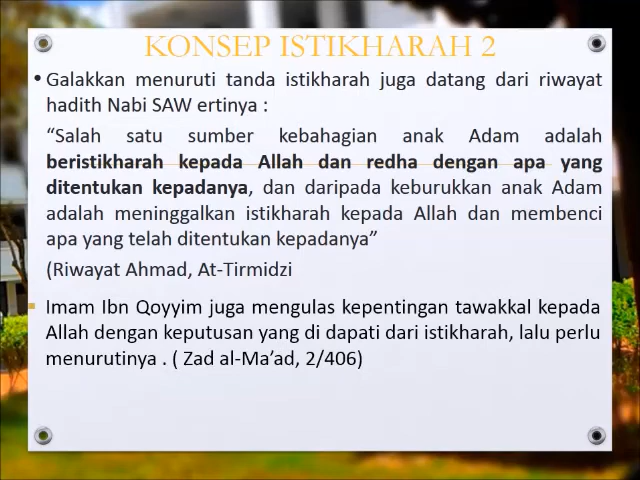 KONSEP ISTIKHARAH 2
• Galakkan menuruti tanda istikharah juga datang dari riwayat
hadith Nabi SAW ertinya :
“Salah satu sumber kebahagian anak Adam adalah
beristikharah kepada Allah dan redha dengan apa yang
ditentukan kepadanya, dan daripada keburukkan anak Adam
adalah meninggalkan istikharah kepada Allah dan membenci
apa yang telah ditentukan kepadanya”
(Riwayat Ahmad, At-Tirmidzi
▪ Imam Ibn Qoyyim juga mengulas kepentingan tawakkal kepada
Allah dengan keputusan yang di dapati dari istikharah, lalu perlu
menurutinya . ( Zad al-Ma’ad, 2/406)